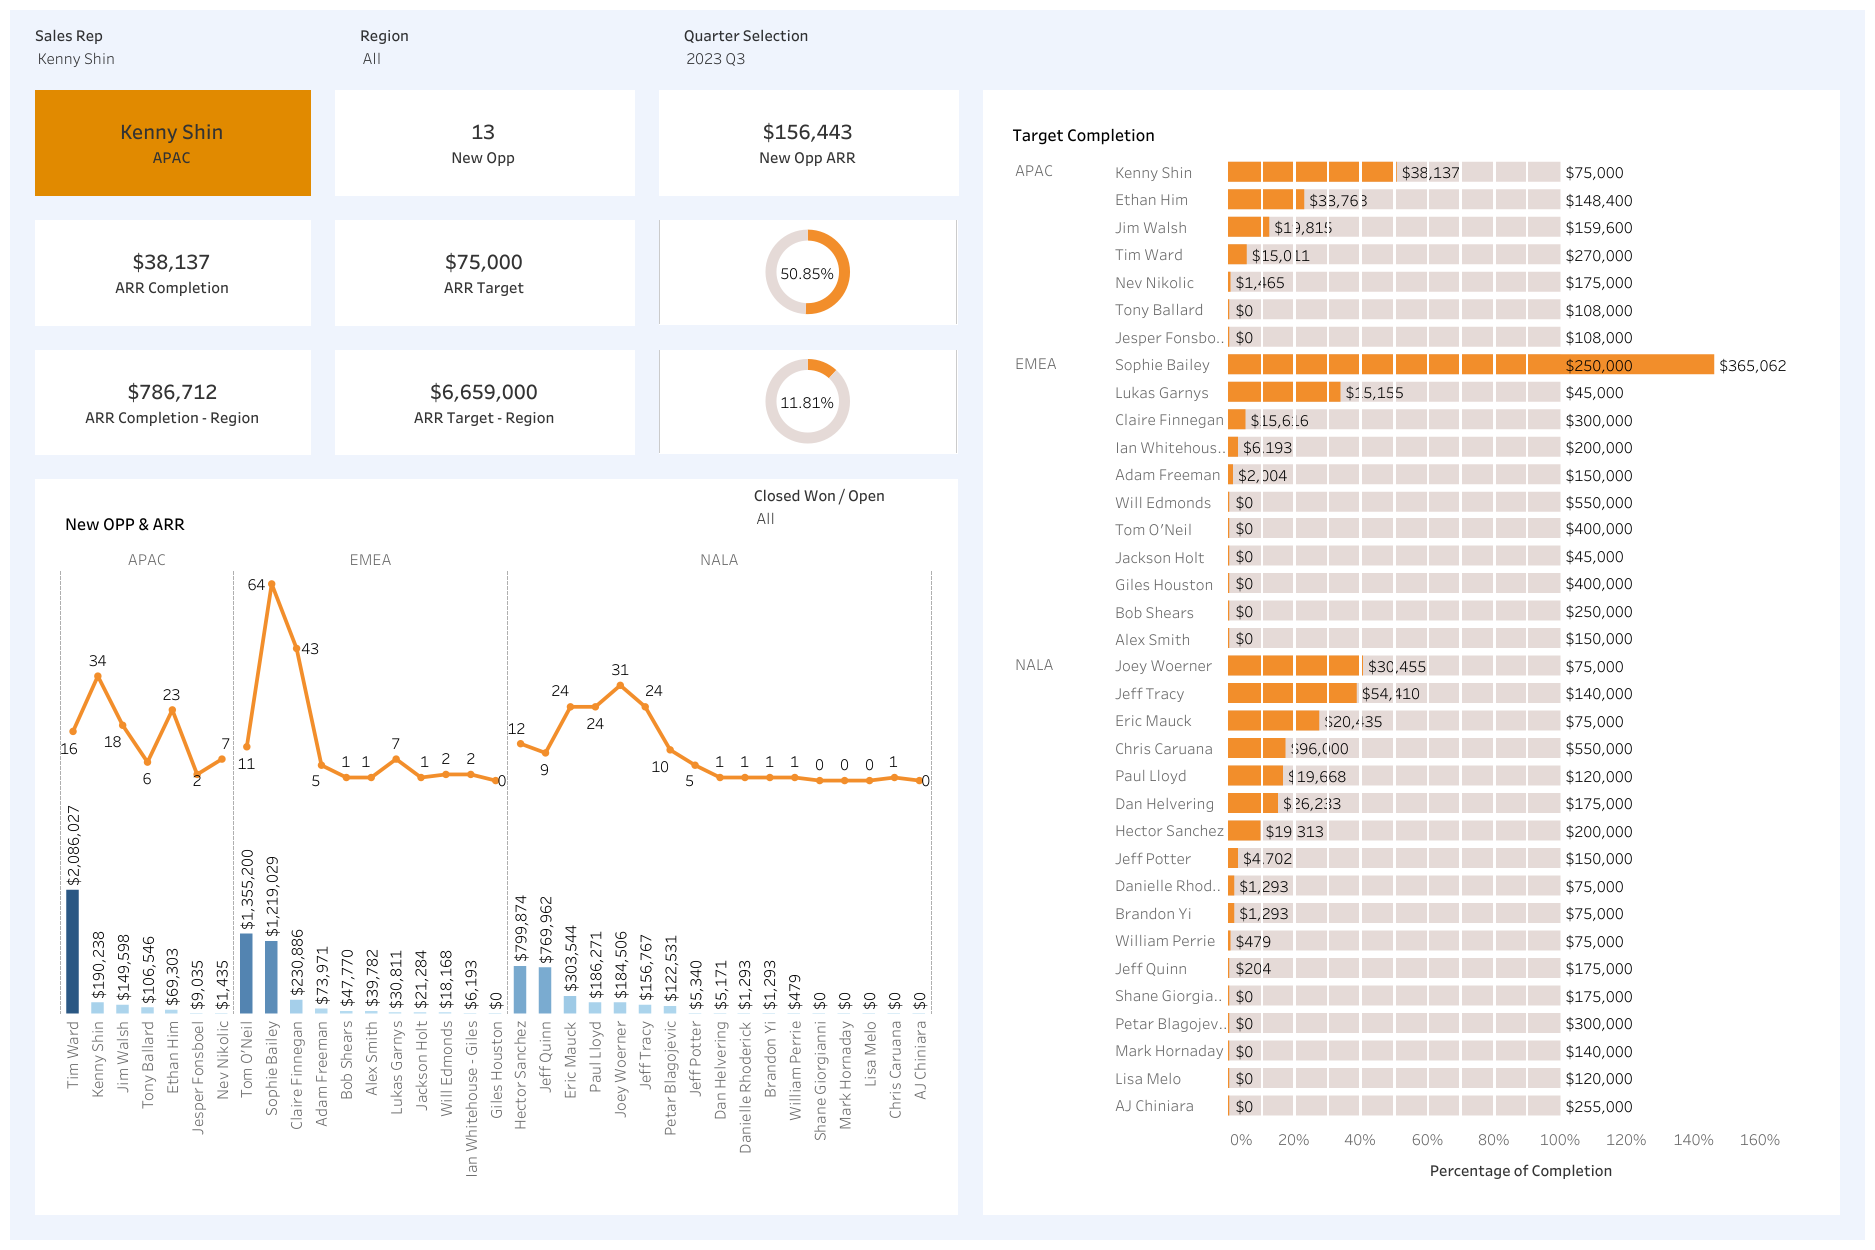 Sales Rep
Kenny Shin
Region
All
Quarter Selection
2023 Q3
Kenny Shin
APAC
13
New Opp
$156,443
New Opp ARR
$38,137
ARR Completion
$75,000
ARR Target
50.85%
$786,712
ARR Completion - Region
$6,659,000
ARR Target - Region
11.81%
Closed Won / Open
All
New OPP & ARR
APAC EMEA NALA
16 34 18 6 23 2 7
11 64 43 5 1 1 7 1 2 2 0
12 9 24 24 31 24 10 5 1 1 1 1 0 0 0 1 0
$2,086,027 $190,238 $149,598 $106,546 $69,303 $9,035 $1,435
$1,355,200 $1,219,029 $230,886 $73,971 $47,770 $39,782 $30,811 $21,284 $18,168 $6,193 $0
$799,874 $769,962 $303,544 $186,271 $184,506 $156,767 $122,531 $5,340 $5,171 $1,293 $1,293 $479 $0 $0 $0 $0 $0
Tim Ward
Kenny Shin
Jim Walsh
Tony Ballard
Ethan Him
Jesper Fonsboel
Nev Nikolic
Tom O’Neil
Sophie Bailey
Claire Finnegan
Adam Freeman
Bob Shears
Alex Smith
Lukas Garnys
Jackson Holt
Will Edmonds
Ian Whitehouse - Giles
Giles Houston
Hector Sanchez
Jeff Quinn
Eric Mauck
Paul Lloyd
Joey Woerner
Jeff Tracy
Petar Blagojevic
Jeff Potter
Dan Helvering
Danielle Rhoderick
Brandon Yi
William Perrie
Shane Giorgianni
Mark Hornaday
Lisa Melo
Chris Caruana
AJ Chiniara
Target Completion
APAC Kenny Shin $38,137 $75,000
Ethan Him $33,763 $148,400
Jim Walsh $19,815 $159,600
Tim Ward $15,011 $270,000
Nev Nikolic $1,465 $175,000
Tony Ballard $0 $108,000
Jesper Fonsbo.. $0 $108,000
EMEA Sophie Bailey $250,000 $365,062
Lukas Garnys $15,155 $45,000
Claire Finnegan $15,616 $300,000
Ian Whitehous.. $6,193 $200,000
Adam Freeman $2,004 $150,000
Will Edmonds $0 $550,000
Tom O’Neil $0 $400,000
Jackson Holt $0 $45,000
Giles Houston $0 $400,000
Bob Shears $0 $250,000
Alex Smith $0 $150,000
NALA Joey Woerner $30,455 $75,000
Jeff Tracy $54,410 $140,000
Eric Mauck $20,435 $75,000
Chris Caruana $96,000 $550,000
Paul Lloyd $19,668 $120,000
Dan Helvering $26,233 $175,000
Hector Sanchez $19,313 $200,000
Jeff Potter $4,702 $150,000
Danielle Rhod.. $1,293 $75,000
Brandon Yi $1,293 $75,000
William Perrie $479 $75,000
Jeff Quinn $204 $175,000
Shane Giorgia.. $0 $175,000
Petar Blagojev.. $0 $300,000
Mark Hornaday $0 $140,000
Lisa Melo $0 $120,000
AJ Chiniara $0 $255,000
0% 20% 40% 60% 80% 100% 120% 140% 160%
Percentage of Completion